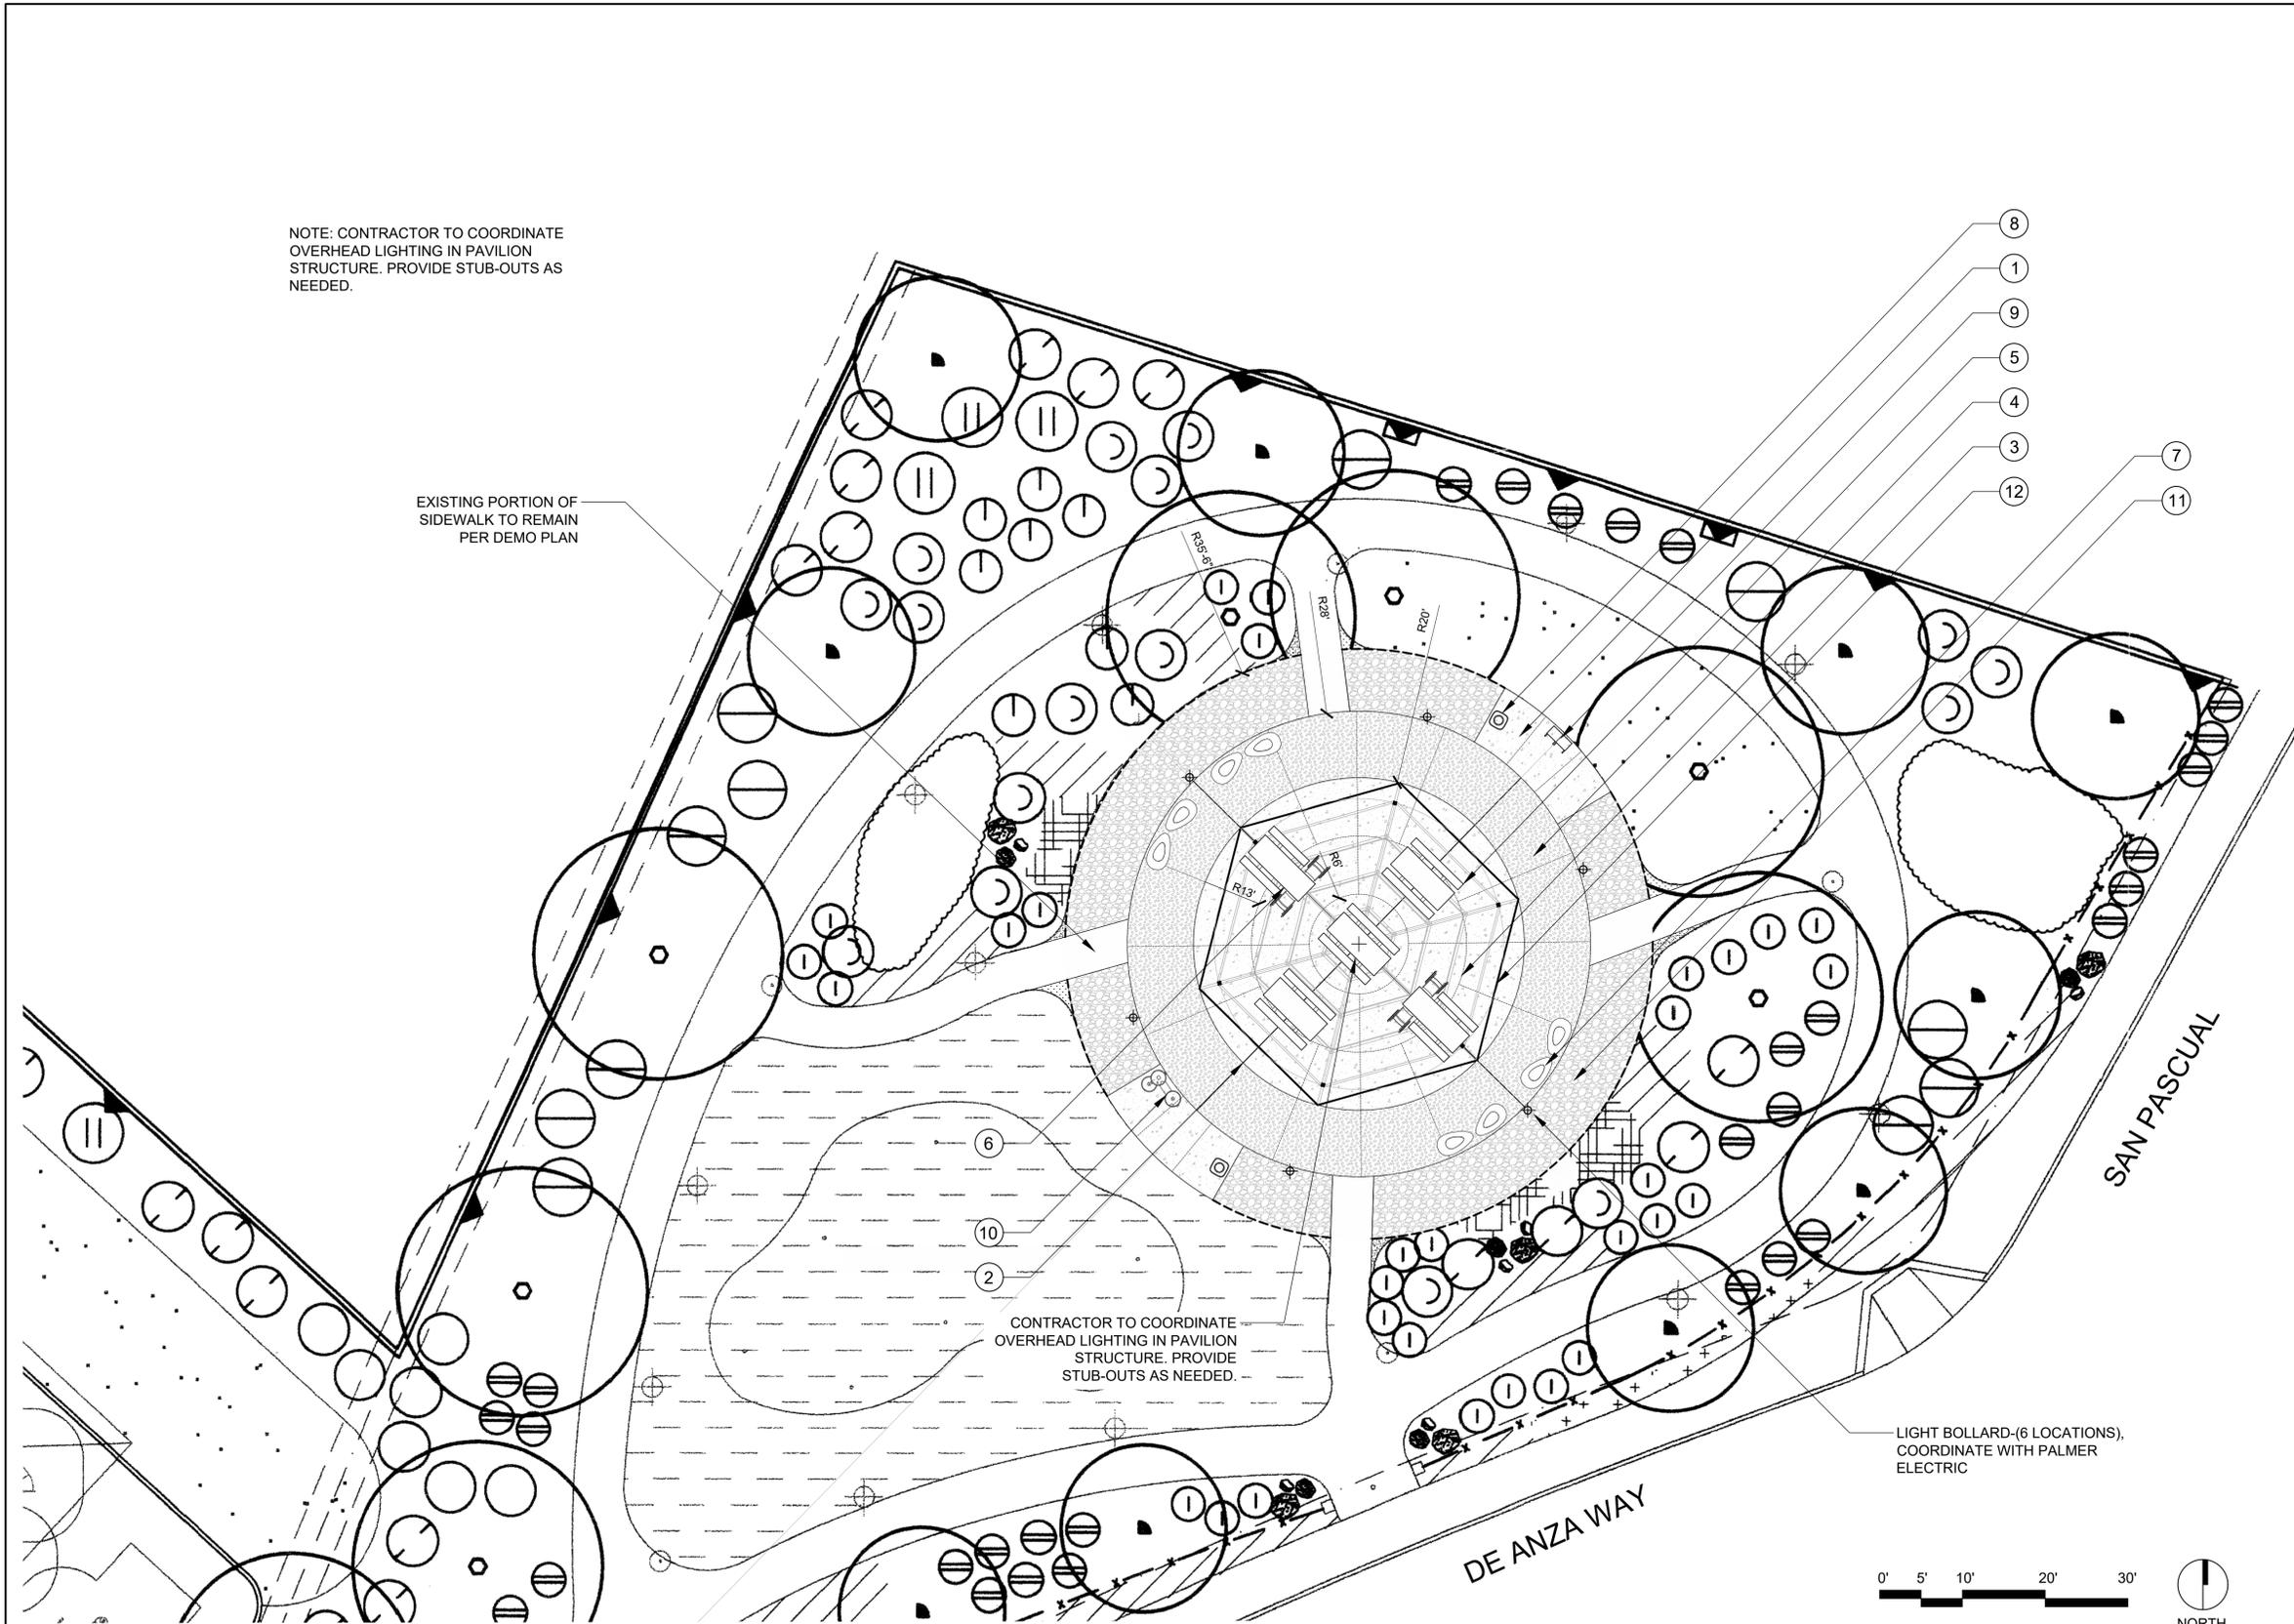 NOTE: CONTRACTOR TO COORDINATE
OVERHEAD LIGHTING IN PAVILION
STRUCTURE. PROVIDE STUB-OUTS AS
NEEDED.
8
1
9
5
4
3
12
7
11
EXISTING PORTION OF
SIDEWALK TO REMAIN
PER DEMO PLAN
R35'-6"
R28'
R20'
R6'
R13'
6
10
2
CONTRACTOR TO COORDINATE
OVERHEAD LIGHTING IN PAVILION
STRUCTURE. PROVIDE
STUB-OUTS AS NEEDED.
SAN PASCUAL
LIGHT BOLLARD-(6 LOCATIONS),
COORDINATE WITH PALMER
ELECTRIC
DE ANZA WAY
0' 5' 10' 20' 30'
NORTH